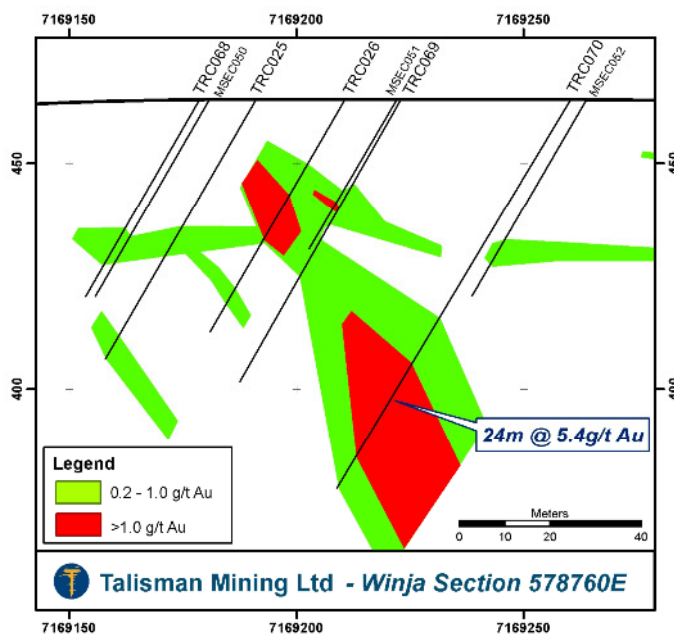 7169150 7169200 7169250
TRC068
MSEC050
TRC025
TRC026
MSEC051
TRC069
TRC070
MSEC052
450 450
400 400
24m @ 5.4g/t Au
Legend
0.2 - 1.0 g/t Au
>1.0 g/t Au
Meters
0 10 20 40
Talisman Mining Ltd - Winja Section 578760E
7169150 7169200 7169250